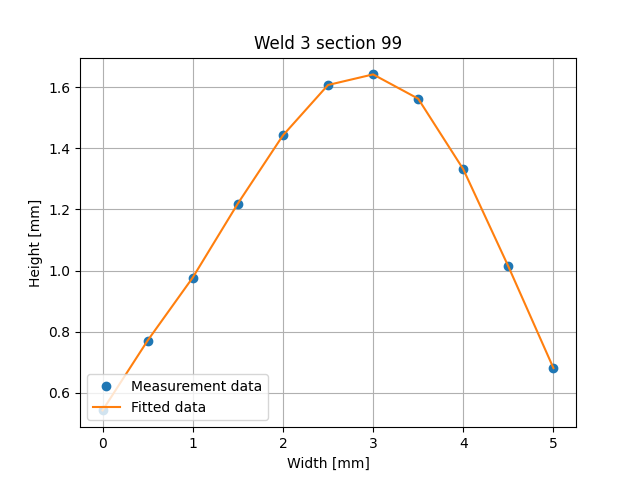 Weld 3 section 99
Height [mm]
1.6
1.4
1.2
1.0
0.8
0.6
Measurement data
Fitted data
0 1 2 3 4 5
Width [mm]